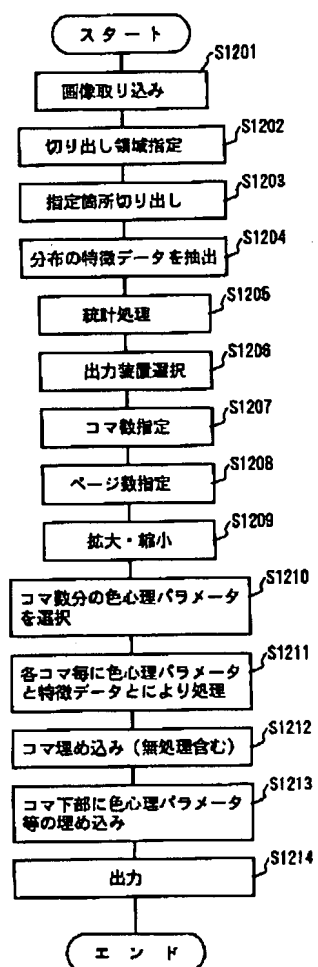 スタート
S1201
画像取り込み
S1202
切り出し領域指定
S1203
指定箇所切り出し
S1204
分布の特徴データを抽出
S1205
統計処理
S1206
出力装置選択
S1207
コマ数指定
S1208
ページ数指定
S1209
拡大・縮小
S1210
コマ数分の色心理パラメータ
を選択
S1211
各コマ毎に色心理パラメータ
と特徴データとにより処理
S1212
コマ埋め込み（無処理含む）
S1213
コマ下部に色心理パラメータ
等の埋め込み
S1214
出力
エンド